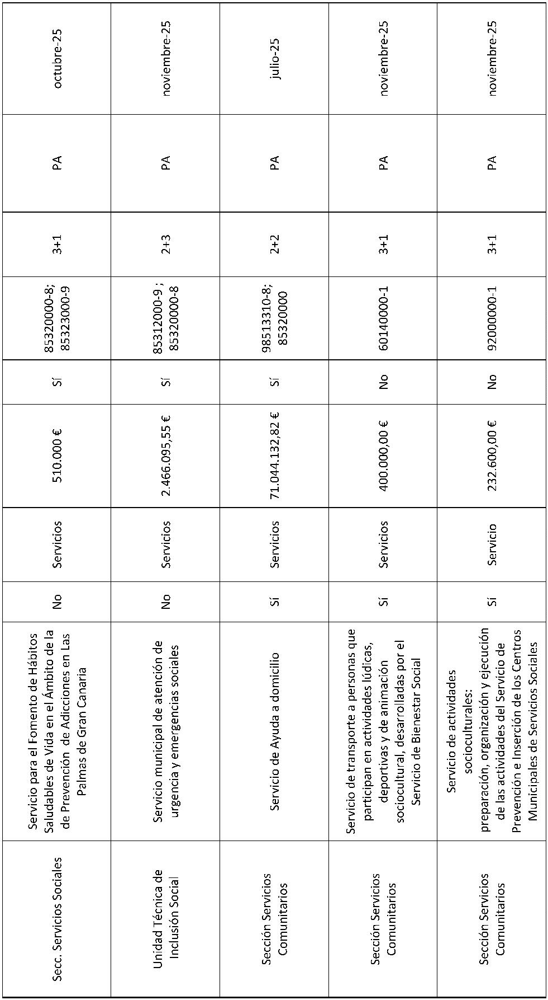 Secc. Servicios Sociales
Servicio para el Fomento de Hábitos
Saludables de Vida en el Ámbito de la
de Prevención  de Adicciones en Las
Palmas de Gran Canaria
No
Servicios
510.000 €
Sí
85320000-8;
85323000-9
3+1
PA
octubre-25
Unidad Técnica de
Inclusión Social
Servicio municipal de atención de
urgencia y emergencias sociales
No
Servicios
2.466.095,55 €
Sí
85312000-9 ;
85320000-8
2+3
PA
noviembre-25
Sección Servicios
Comunitarios
Servicio de Ayuda a domicilio
Sí
Servicios
71.044.132,82 €
Sí
98513310-8;
85320000
2+2
PA
julio-25
Sección Servicios
Comunitarios
Servicio de transporte a personas que
participan en actividades lúdicas,
deportivas y de animación
sociocultural, desarrolladas por el
Servicio de Bienestar Social
Sí
Servicios
400.000,00 €
No
60140000-1
3+1
PA
noviembre-25
Sección Servicios
Comunitarios
Servicio de actividades
socioculturales:
preparación, organización y ejecución
de las actividades del Servicio de
Prevención e Inserción de los Centros
Municipales de Servicios Sociales
Sí
Servicio
232.600,00 €
No
92000000-1
3+1
PA
noviembre-25